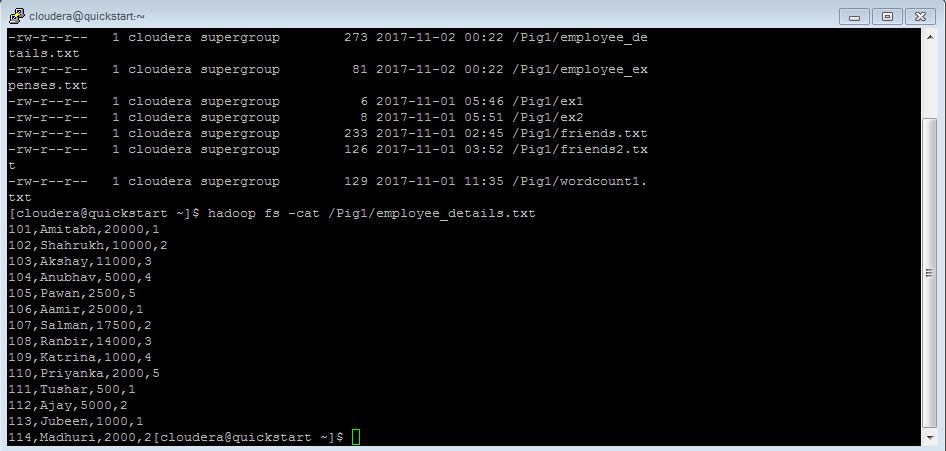 cloudera@quickstart:~
-rw-r--r--   1 cloudera supergroup        273 2017-11-02 00:22 /Pig1/employee_de
tails.txt
-rw-r--r--   1 cloudera supergroup         81 2017-11-02 00:22 /Pig1/employee_ex
penses.txt
-rw-r--r--   1 cloudera supergroup          6 2017-11-01 05:46 /Pig1/ex1
-rw-r--r--   1 cloudera supergroup          8 2017-11-01 05:51 /Pig1/ex2
-rw-r--r--   1 cloudera supergroup        233 2017-11-01 02:45 /Pig1/friends.txt
-rw-r--r--   1 cloudera supergroup        126 2017-11-01 03:52 /Pig1/friends2.tx
t
-rw-r--r--   1 cloudera supergroup        129 2017-11-01 11:35 /Pig1/wordcount1.
txt
[cloudera@quickstart ~]$ hadoop fs -cat /Pig1/employee_details.txt
101,Amitabh,20000,1
102,Shahrukh,10000,2
103,Akshay,11000,3
104,Anubhav,5000,4
105,Pawan,2500,5
106,Aamir,25000,1
107,Salman,17500,2
108,Ranbir,14000,3
109,Katrina,1000,4
110,Priyanka,2000,5
111,Tushar,500,1
112,Ajay,5000,2
113,Jubeen,1000,1
114,Madhuri,2000,2[cloudera@quickstart ~]$